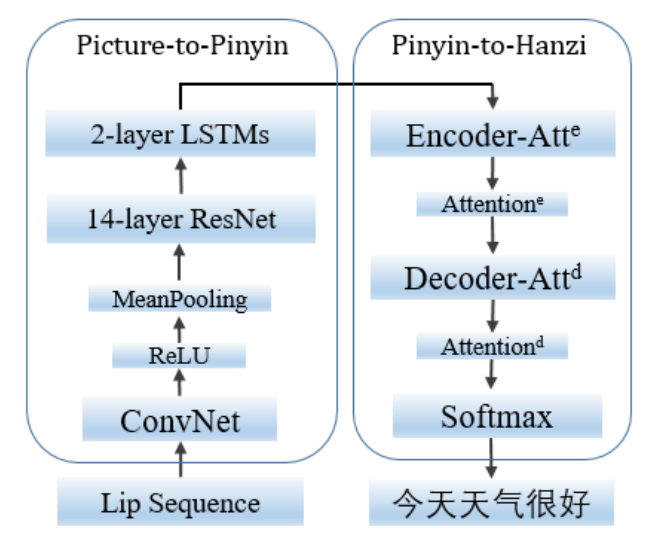 Picture-to-Pinyin
2-layer LSTMs
14-layer ResNet
MeanPooling
ReLU
ConvNet
Lip Sequence
Pinyin-to-Hanzi
Encoder-Attᵉ
Attentionᵉ
Decoder-Attᵈ
Attentionᵈ
Softmax
今天天气很好